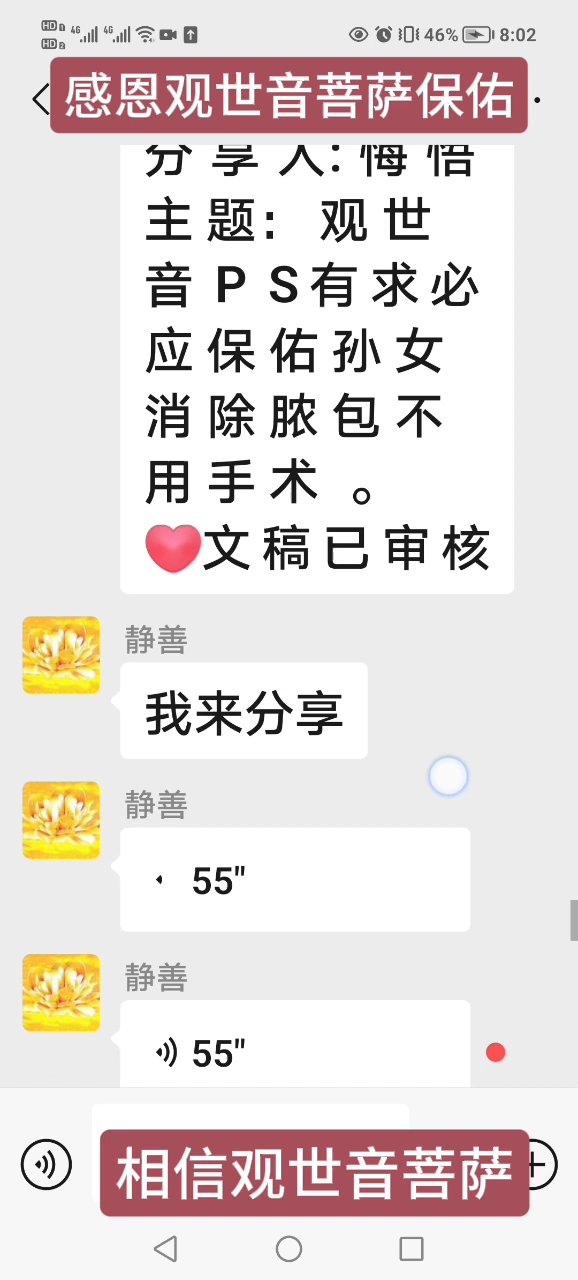 HD 1 4G 4G 46% 8:02
HD 2
感恩观世音菩萨保佑
分享人:悔悟
主题: 观世
音PS有求必
应保佑孙女
消除脓包不
用手术。
❤️文稿已审核
静善
我来分享
静善
55"
静善
55"
相信观世音菩萨